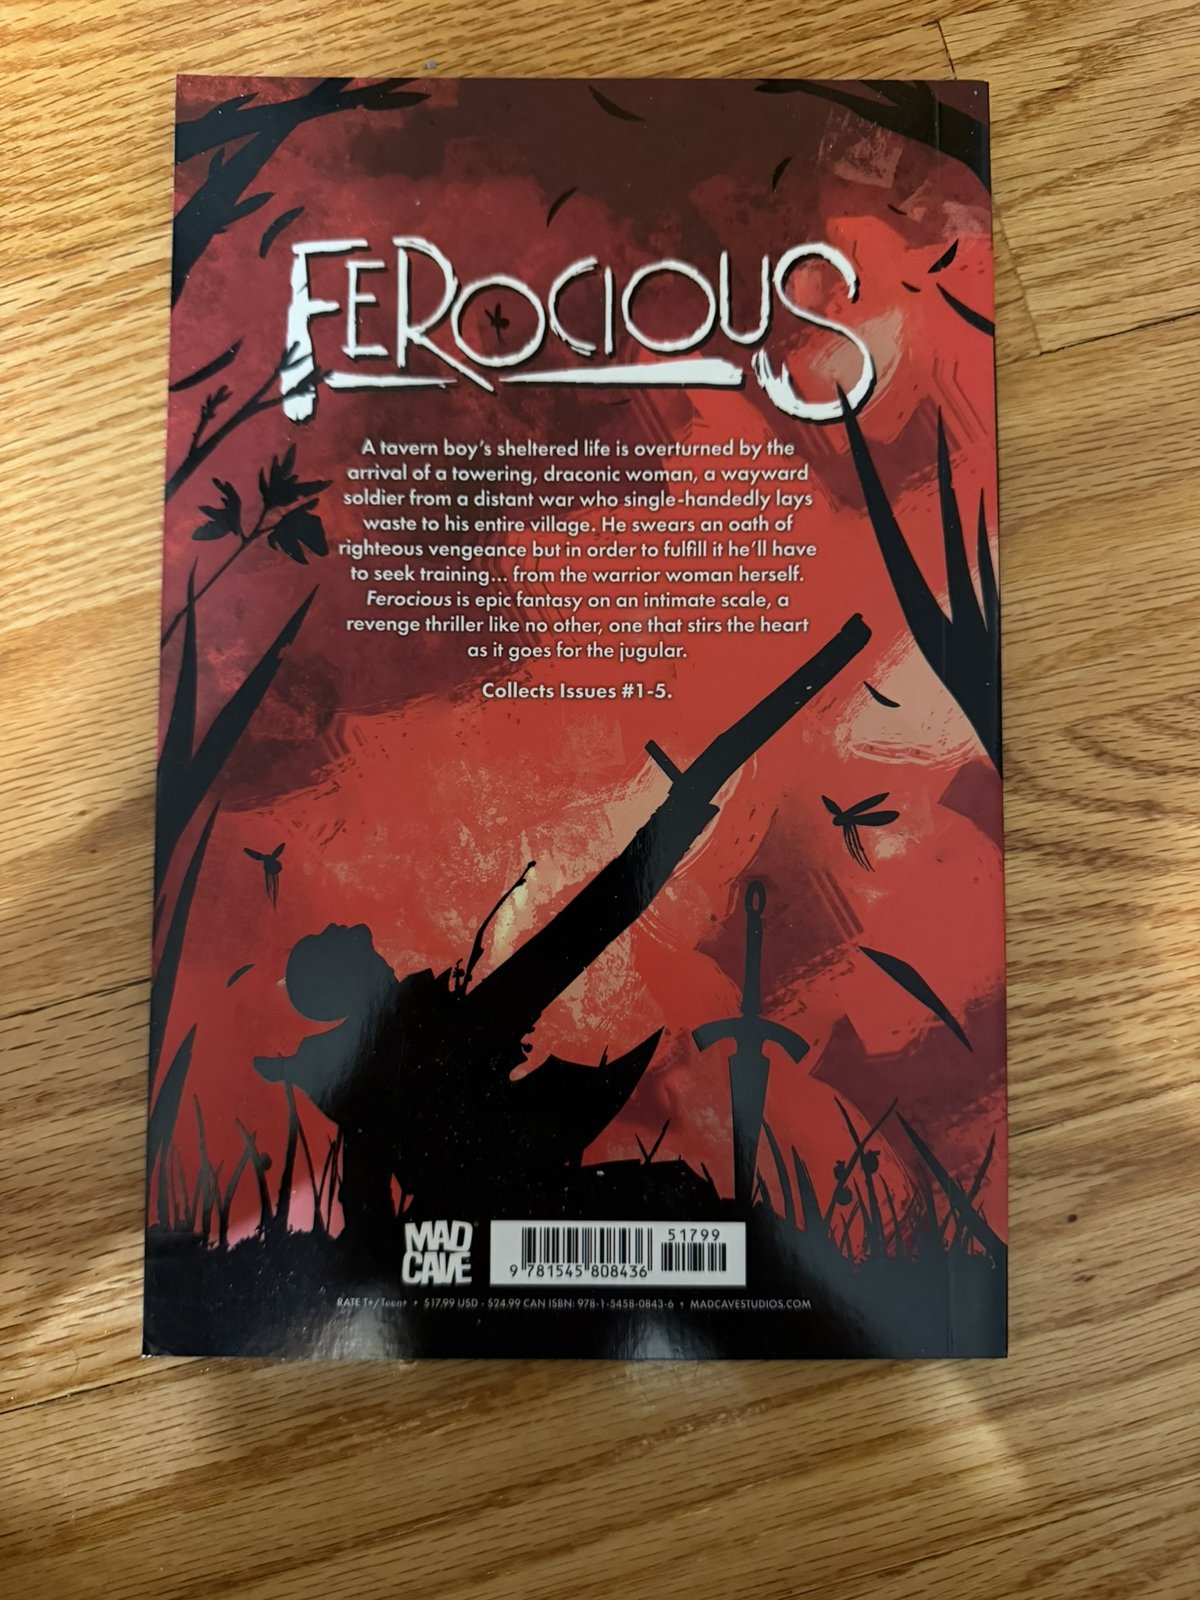 FEROCIOUS
A tavern boy's sheltered life is overturned by the
arrival of a towering, draconic woman, a wayward
soldier from a distant war who single-handedly lays
waste to his entire village. He swears an oath of
righteous vengeance but in order to fulfill it he'll have
to seek training... from the warrior woman herself.
Ferocious is epic fantasy on an intimate scale, a
revenge thriller like no other, one that stirs the heart
as it goes for the jugular.
Collects Issues #1-5.
MAD
CAVE
51799
9 781545 808436
RATE T+/Teen+ • $17.99 USD - $24.99 CAN ISBN: 978-1-5458-0843-6 • MADCAVESTUDIOS.COM